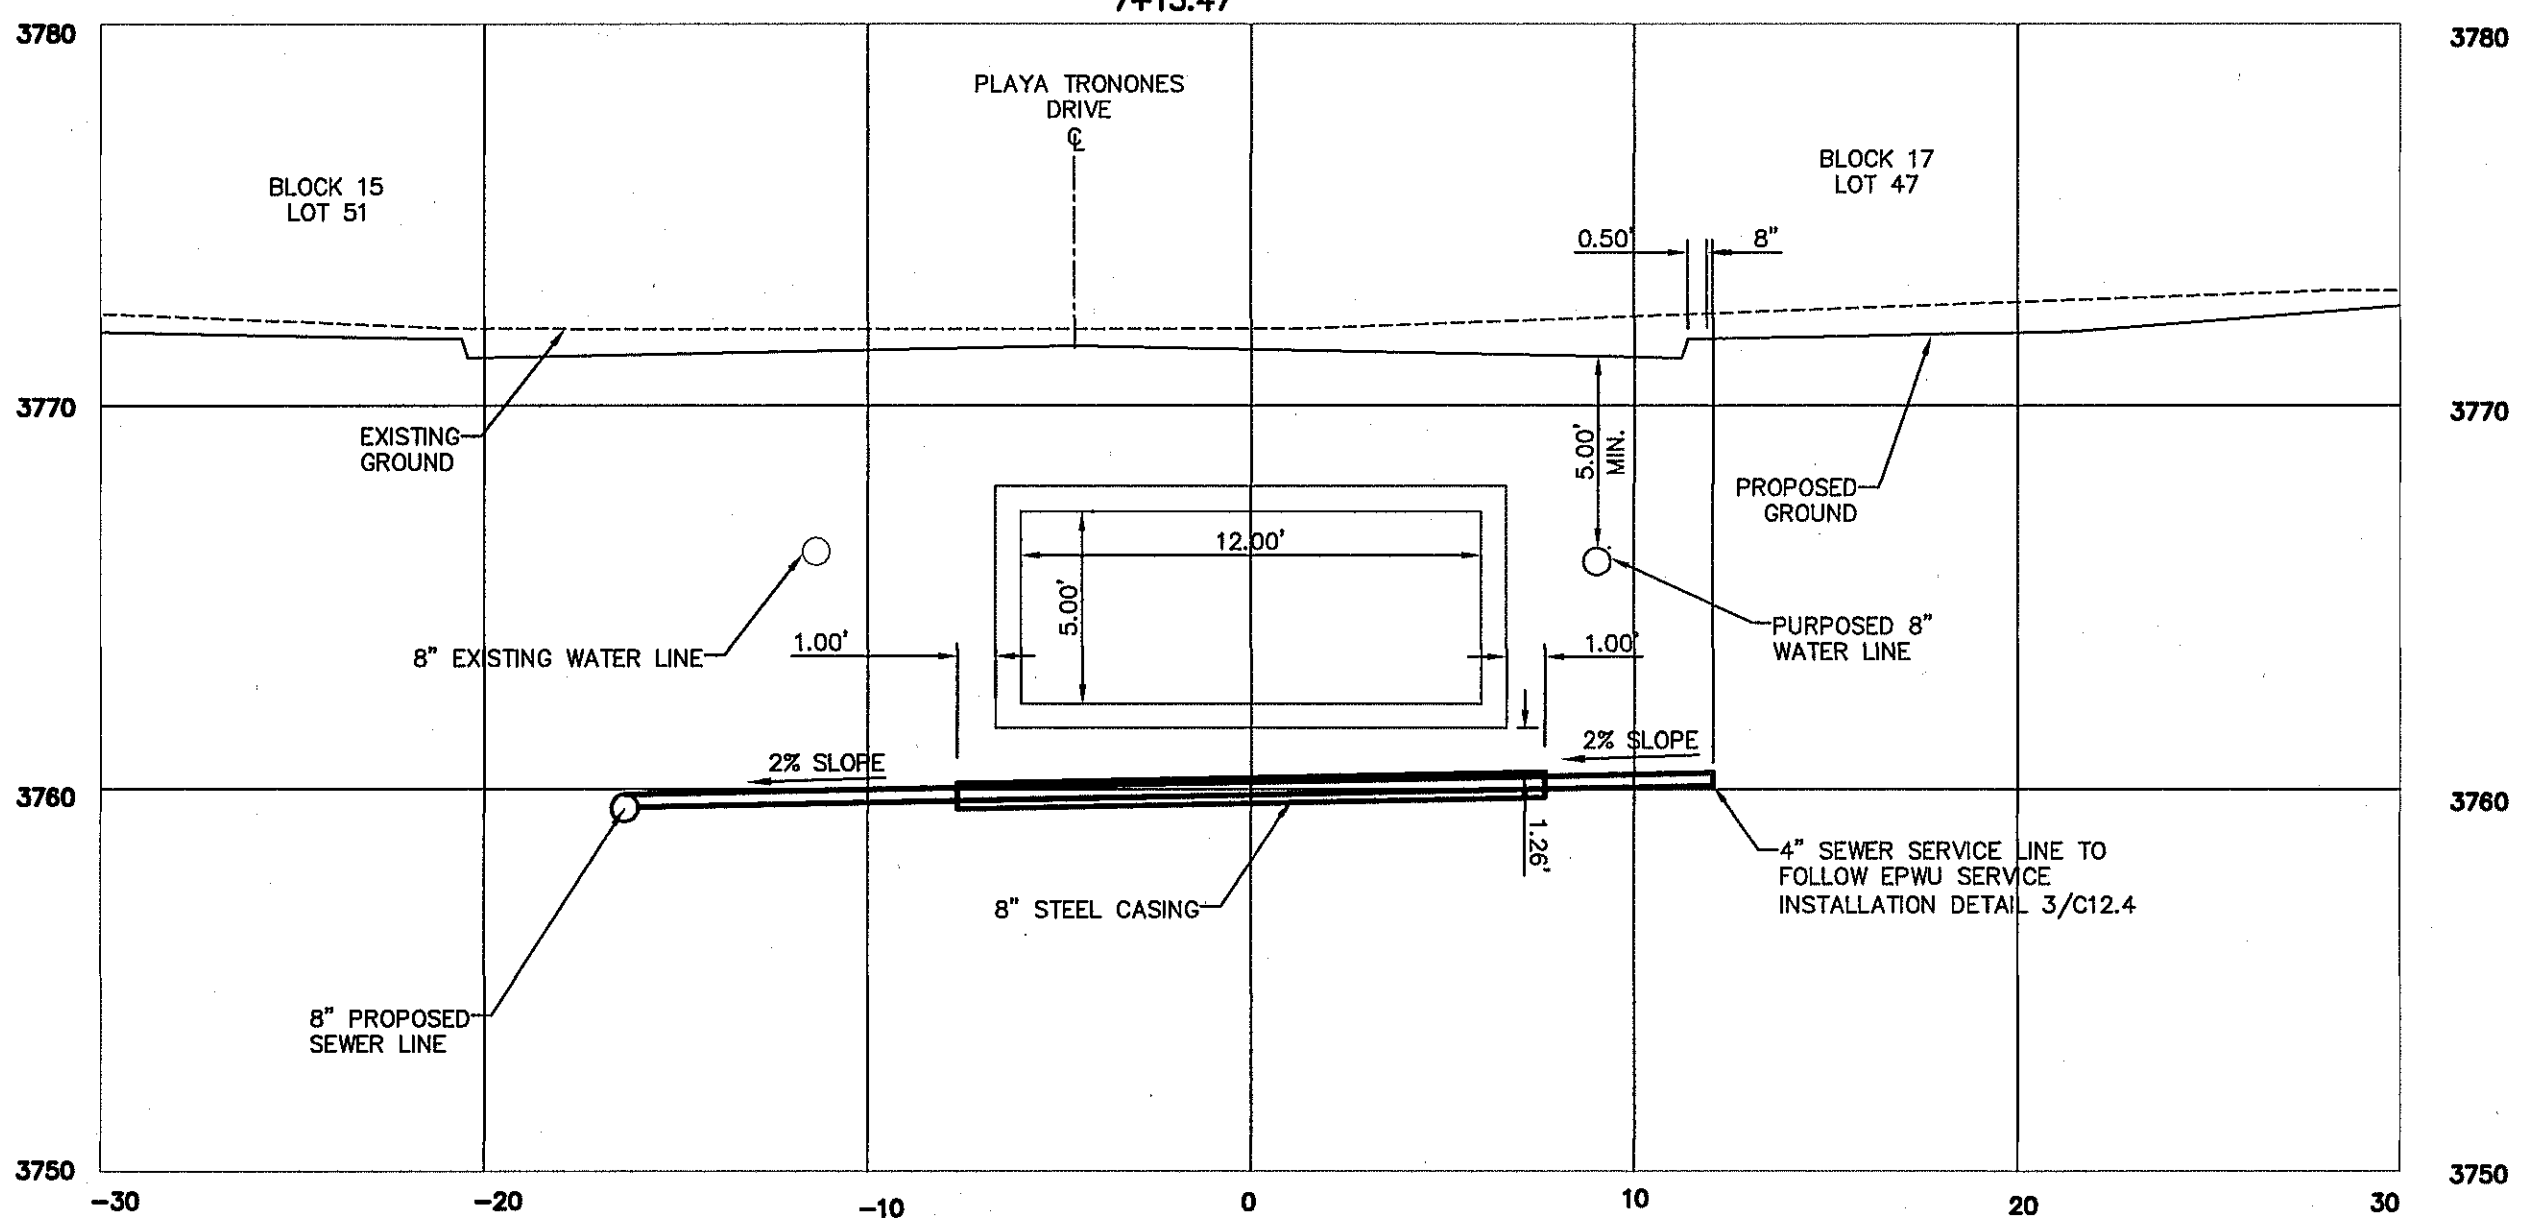 3780
3780
PLAYA TRONONES
DRIVE
℄
BLOCK 15
LOT 51
BLOCK 17
LOT 47
0.50'
8"
3770
3770
EXISTING
GROUND
5.00'
MIN.
PROPOSED
GROUND
12.00'
5.00'
8" EXISTING WATER LINE
1.00'
1.00'
PURPOSED 8"
WATER LINE
2% SLOPE
2% SLOPE
3760
3760
1.26'
8" STEEL CASING
4" SEWER SERVICE LINE TO
FOLLOW EPWU SERVICE
INSTALLATION DETAIL 3/C12.4
8" PROPOSED
SEWER LINE
3750
3750
-30
-20
-10
0
10
20
30